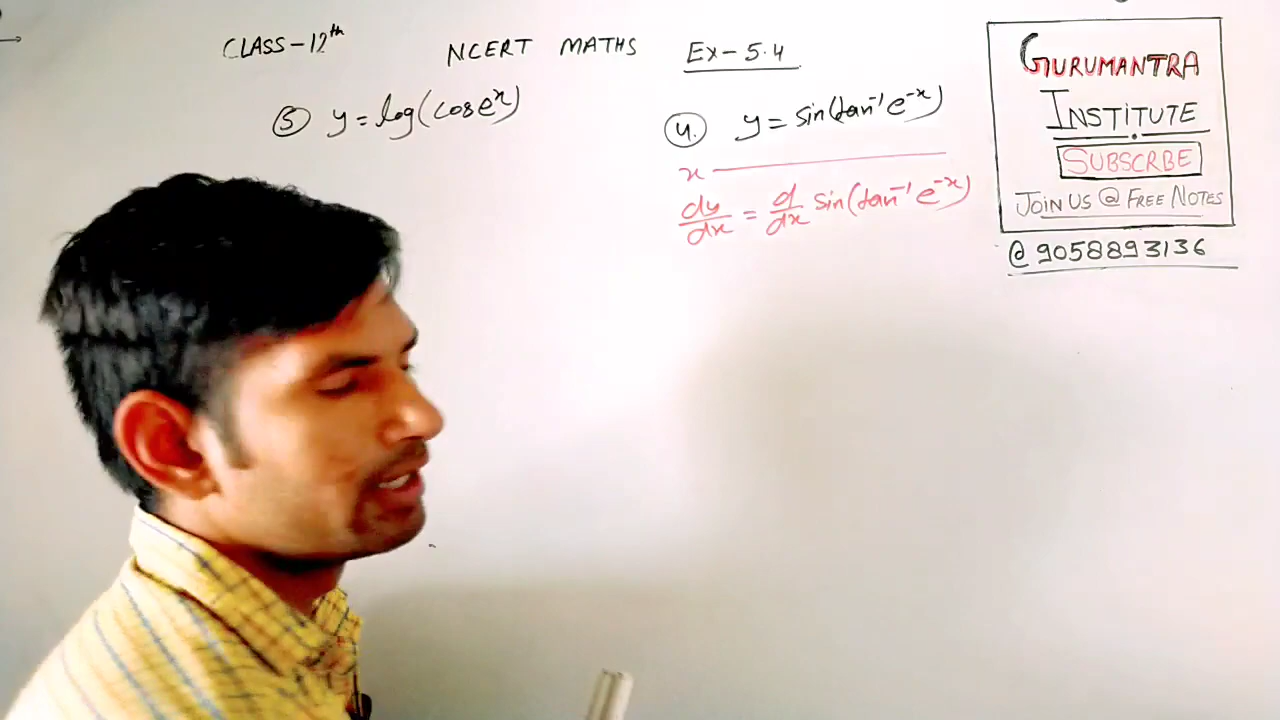 CLASS-12th NCERT MATHS Ex-5.4
⑤ y = log(cos eˣ)
④. y = sin(tan⁻¹ e⁻ˣ)
x
dy/dx = d/dx sin(tan⁻¹ e⁻ˣ)
GURUMANTRA
INSTITUTE
SUBSCRBE
JOIN US @ FREE NOTES
@ 9058893136